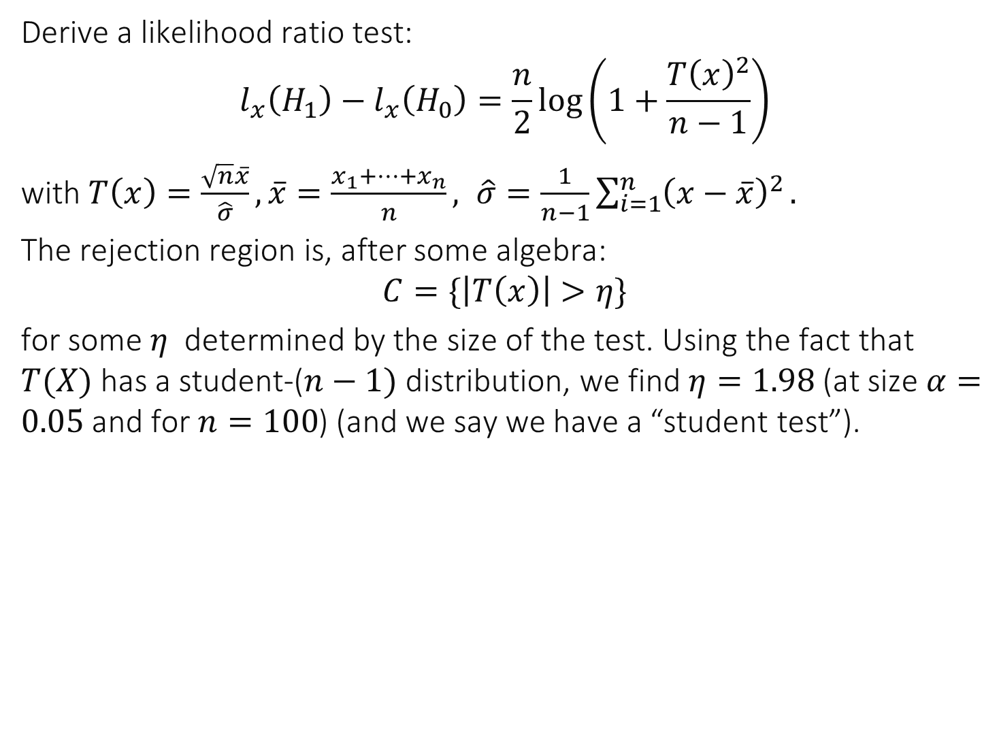 Derive a likelihood ratio test:
$l_x(H_1) - l_x(H_0) = \frac{n}{2} \log\left(1 + \frac{T(x)^2}{n-1}\right)$
with $T(x) = \frac{\sqrt{n}\bar{x}}{\hat{\sigma}}, \bar{x} = \frac{x_1+\cdots+x_n}{n}, \ \hat{\sigma} = \frac{1}{n-1}\sum_{i=1}^{n}(x - \bar{x})^2.$
The rejection region is, after some algebra:
$C = \{|T(x)| > \eta\}$
for some $\eta$ determined by the size of the test. Using the fact that
$T(X)$ has a student-$(n-1)$ distribution, we find $\eta = 1.98$ (at size $\alpha =$
$0.05$ and for $n = 100$) (and we say we have a “student test”).